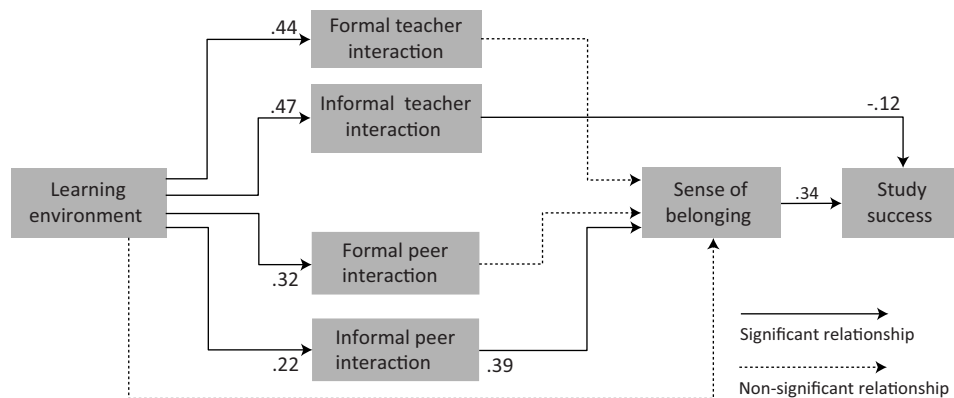 .44
Formal teacher
interaction
.47
Informal teacher
interaction
-.12
Learning
environment
Sense of
belonging
.34
Study
success
Formal peer
interaction
.32
Informal peer
interaction
.22
.39
Significant relationship
Non-significant relationship